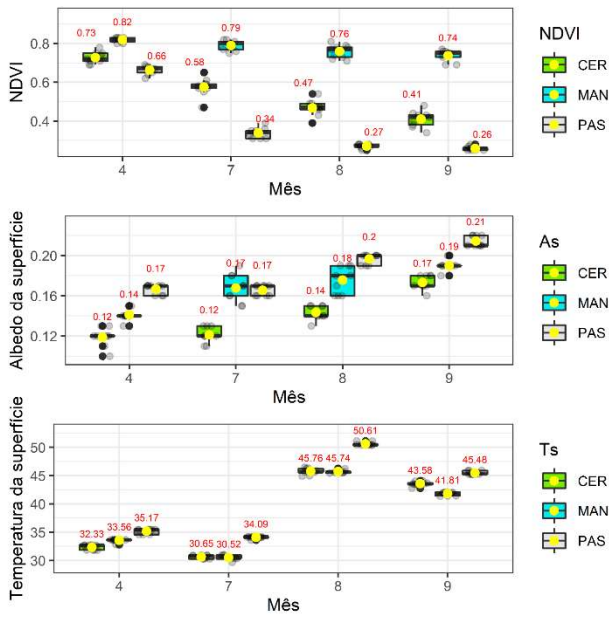 0.73 0.82 0.66 0.58 0.79 0.34 0.47 0.76 0.27 0.41 0.74 0.26
NDVI
0.8
0.6
0.4
4 7 8 9
Mês
NDVI
CER
MAN
PAS
0.12 0.14 0.17 0.12 0.17 0.17 0.14 0.18 0.2 0.17 0.19 0.21
Albedo da superfície
0.20
0.16
0.12
4 7 8 9
Mês
As
CER
MAN
PAS
32.33 33.56 35.17 30.65 30.52 34.09 45.76 45.74 50.61 43.58 41.81 45.48
Temperatura da superfície
50
45
40
35
30
4 7 8 9
Mês
Ts
CER
MAN
PAS